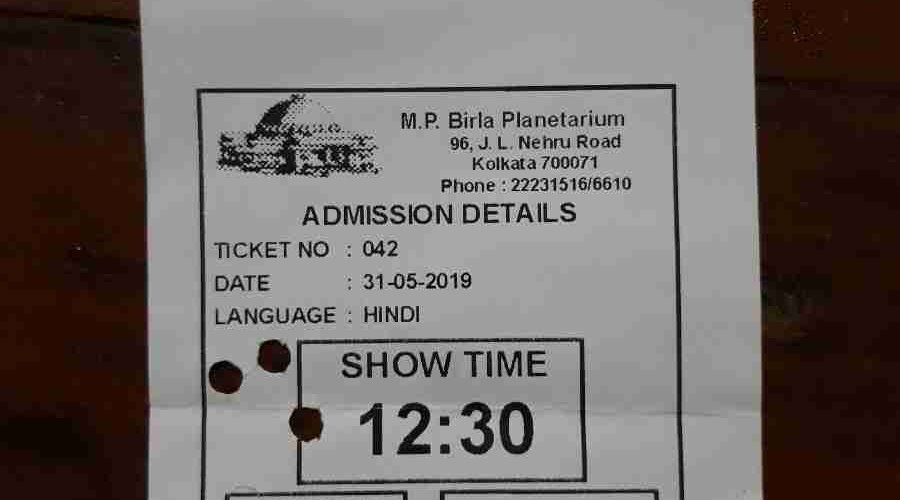 M.P. Birla Planetarium
96, J. L. Nehru Road
Kolkata 700071
Phone : 22231516/6610
ADMISSION DETAILS
TICKET NO : 042
DATE : 31-05-2019
LANGUAGE : HINDI
SHOW TIME
12:30